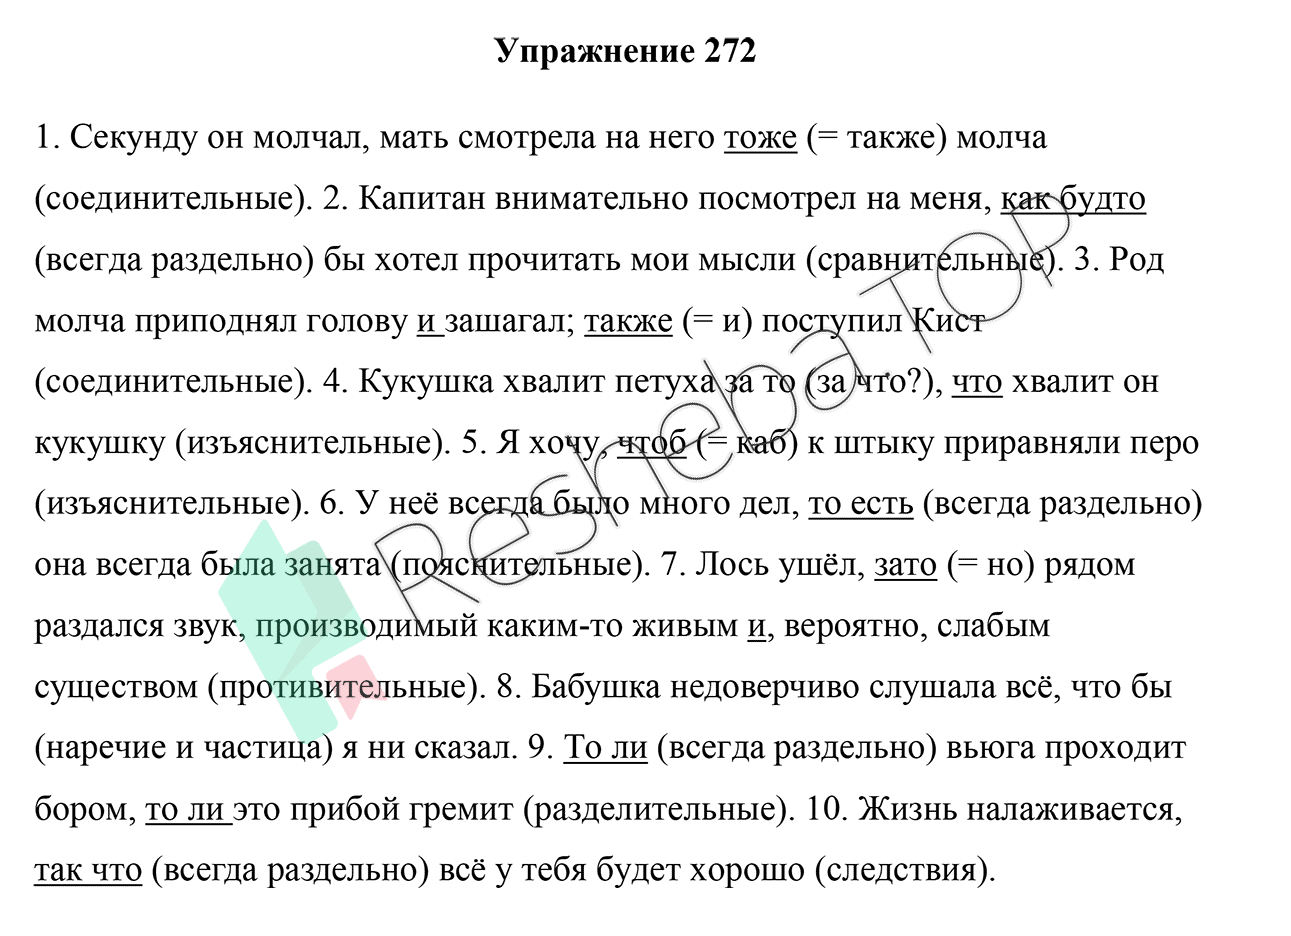 Упражнение 272
1. Секунду он молчал, мать смотрела на него тоже (= также) молча
(соединительные). 2. Капитан внимательно посмотрел на меня, как будто
(всегда раздельно) бы хотел прочитать мои мысли (сравнительные). 3. Род
молча приподнял голову и зашагал; также (= и) поступил Кист
(соединительные). 4. Кукушка хвалит петуха за то (за что?), что хвалит он
кукушку (изъяснительные). 5. Я хочу, чтоб (= каб) к штыку приравняли перо
(изъяснительные). 6. У неё всегда было много дел, то есть (всегда раздельно)
она всегда была занята (пояснительные). 7. Лось ушёл, зато (= но) рядом
раздался звук, производимый каким-то живым и, вероятно, слабым
существом (противительные). 8. Бабушка недоверчиво слушала всё, что бы
(наречие и частица) я ни сказал. 9. То ли (всегда раздельно) вьюга проходит
бором, то ли это прибой гремит (разделительные). 10. Жизнь налаживается,
так что (всегда раздельно) всё у тебя будет хорошо (следствия).
Resheba.TOP